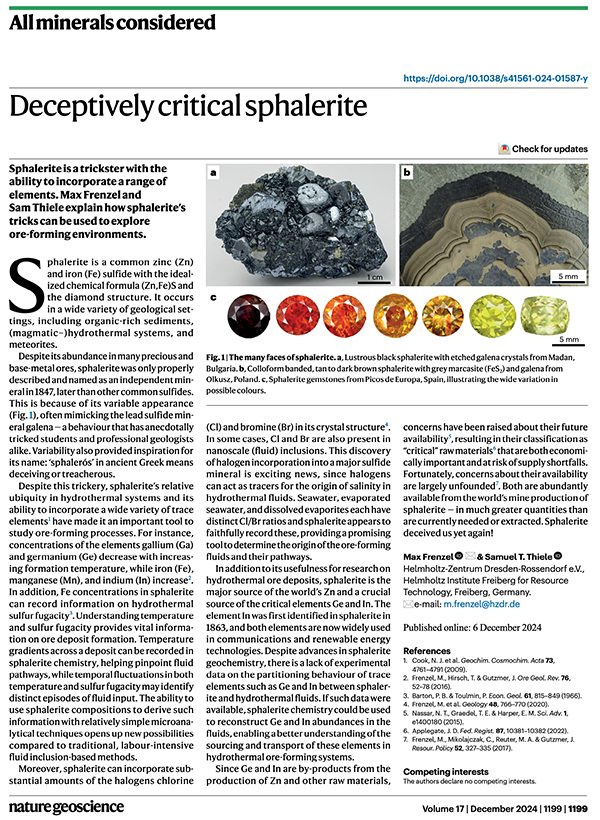 All minerals considered
https://doi.org/10.1038/s41561-024-01587-y
Deceptively critical sphalerite
Check for updates
Sphalerite is a trickster with the
ability to incorporate a range of
elements. Max Frenzel and
Sam Thiele explain how sphalerite's
tricks can be used to explore
ore-forming environments.
Sphalerite is a common zinc (Zn)
and iron (Fe) sulfide with the ideal-
ized chemical formula (Zn,Fe)S and
the diamond structure. It occurs
in a wide variety of geological set-
tings, including organic-rich sediments,
(magmatic–)hydrothermal systems, and
meteorites.
Despite its abundance in many precious and
base-metal ores, sphalerite was only properly
described and named as an independent min-
eral in 1847, later than other common sulfides.
This is because of its variable appearance
(Fig. 1), often mimicking the lead sulfide min-
eral galena — a behaviour that has anecdotally
tricked students and professional geologists
alike. Variability also provided inspiration for
its name: 'sphalerós' in ancient Greek means
deceiving or treacherous.
Despite this trickery, sphalerite's relative
ubiquity in hydrothermal systems and its
ability to incorporate a wide variety of trace
elements1 have made it an important tool to
study ore-forming processes. For instance,
concentrations of the elements gallium (Ga)
and germanium (Ge) decrease with increas-
ing formation temperature, while iron (Fe),
manganese (Mn), and indium (In) increase2.
In addition, Fe concentrations in sphalerite
can record information on hydrothermal
sulfur fugacity3. Understanding temperature
and sulfur fugacity provides vital informa-
tion on ore deposit formation. Temperature
gradients across a deposit can be recorded in
sphalerite chemistry, helping pinpoint fluid
pathways, while temporal fluctuations in both
temperature and sulfur fugacity may identify
distinct episodes of fluid input. The ability to
use sphalerite compositions to derive such
information with relatively simple microana-
lytical techniques opens up new possibilities
compared to traditional, labour-intensive
fluid inclusion-based methods.
Moreover, sphalerite can incorporate sub-
stantial amounts of the halogens chlorine
a
1 cm
b
5 mm
c
5 mm
Fig. 1 | The many faces of sphalerite. a, Lustrous black sphalerite with etched galena crystals from Madan,
Bulgaria. b, Colloform banded, tan to dark brown sphalerite with grey marcasite (FeS2) and galena from
Olkusz, Poland. c, Sphalerite gemstones from Picos de Europa, Spain, illustrating the wide variation in
possible colours.
(Cl) and bromine (Br) in its crystal structure4.
In some cases, Cl and Br are also present in
nanoscale (fluid) inclusions. This discovery
of halogen incorporation into a major sulfide
mineral is exciting news, since halogens
can act as tracers for the origin of salinity in
hydrothermal fluids. Seawater, evaporated
seawater, and dissolved evaporites each have
distinct Cl/Br ratios and sphalerite appears to
faithfully record these, providing a promising
tool to determine the origin of the ore-forming
fluids and their pathways.
In addition to its usefulness for research on
hydrothermal ore deposits, sphalerite is the
major source of the world's Zn and a crucial
source of the critical elements Ge and In. The
element In was first identified in sphalerite in
1863, and both elements are now widely used
in communications and renewable energy
technologies. Despite advances in sphalerite
geochemistry, there is a lack of experimental
data on the partitioning behaviour of trace
elements such as Ge and In between sphaler-
ite and hydrothermal fluids. If such data were
available, sphalerite chemistry could be used
to reconstruct Ge and In abundances in the
fluids, enabling a better understanding of the
sourcing and transport of these elements in
hydrothermal ore-forming systems.
Since Ge and In are by-products from the
production of Zn and other raw materials,
concerns have been raised about their future
availability5, resulting in their classification as
“critical” raw materials6 that are both economi-
cally important and at risk of supply shortfalls.
Fortunately, concerns about their availability
are largely unfounded7. Both are abundantly
available from the world's mine production of
sphalerite — in much greater quantities than
are currently needed or extracted. Sphalerite
deceived us yet again!
Max Frenzel & Samuel T. Thiele
Helmholtz-Zentrum Dresden-Rossendorf e.V.,
Helmholtz Institute Freiberg for Resource
Technology, Freiberg, Germany.
e-mail: m.frenzel@hzdr.de
Published online: 6 December 2024
References
1. Cook, N. J. et al. Geochim. Cosmochim. Acta 73,
4761–4791 (2009).
2. Frenzel, M., Hirsch, T. & Gutzmer, J. Ore Geol. Rev. 76,
52–78 (2016).
3. Barton, P. B. & Toulmin, P. Econ. Geol. 61, 815–849 (1966).
4. Frenzel, M. et al. Geology 48, 766–770 (2020).
5. Nassar, N. T., Graedel, T. E. & Harper, E. M. Sci. Adv. 1,
e1400180 (2015).
6. Applegate, J. D. Fed. Regist. 87, 10381–10382 (2022).
7. Frenzel, M., Mikolajczak, C., Reuter, M. A. & Gutzmer, J.
Resour. Policy 52, 327–335 (2017).
Competing interests
The authors declare no competing interests.
nature geoscience
Volume 17 | December 2024 | 1199 | 1199